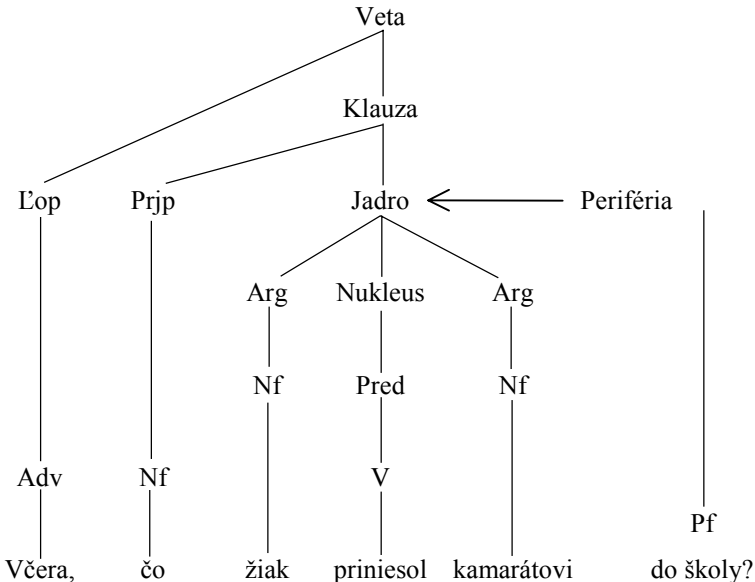 Veta
Klauza
Ľop Prjp Jadro Periféria
Arg Nukleus Arg
Nf Pred Nf
Adv Nf V
Pf
Včera, čo žiak priniesol kamarátovi do školy?